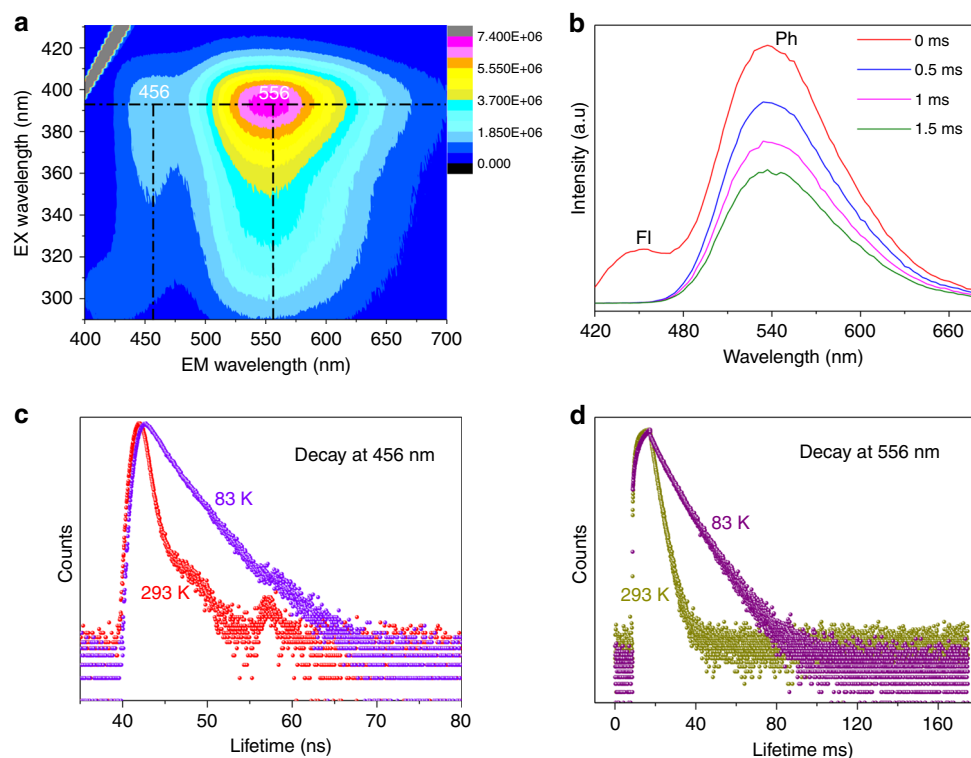 a
EX wavelength (nm)
420
400
380
360
340
320
300
456
556
400 450 500 550 600 650 700
EM wavelength (nm)
7.400E+06
5.550E+06
3.700E+06
1.850E+06
0.000
b
Intensity (a.u)
Fl
Ph
0 ms
0.5 ms
1 ms
1.5 ms
420 480 540 600 660
Wavelength (nm)
c
Counts
Decay at 456 nm
83 K
293 K
40 50 60 70 80
Lifetime (ns)
d
Counts
Decay at 556 nm
83 K
293 K
0 40 80 120 160
Lifetime ms)